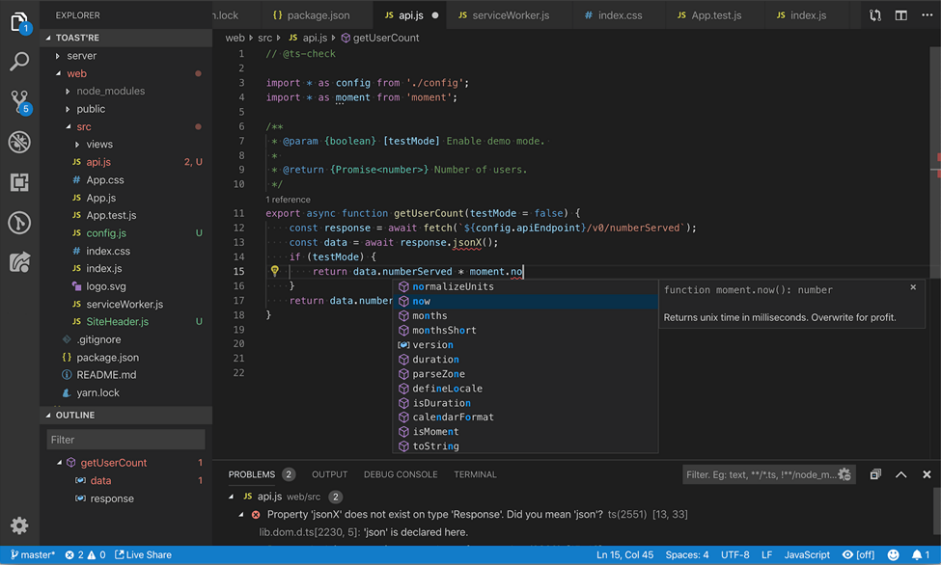 EXPLORER
n.lock
{} package.json
JS api.js
JS serviceWorker.js
# index.css
JS App.test.js
JS index.js
TOAST'RE
server
web
node_modules
public
src
views
JS api.js 2, U
# App.css
JS App.js
JS App.test.js
JS config.js U
# index.css
JS index.js
logo.svg
JS serviceWorker.js
JS SiteHeader.js U
.gitignore
{} package.json
README.md
yarn.lock
1
5
OUTLINE
Filter
getUserCount 1
data 1
response
web › src › JS api.js › getUserCount
1 // @ts-check
2
3 import * as config from './config';
4 import * as moment from 'moment';
5
6 /**
7 * @param {boolean} [testMode] Enable demo mode.
8 *
9 * @return {Promise<number>} Number of users.
10 */
1 reference
11 export async function getUserCount(testMode = false) {
12 const response = await fetch(`${config.apiEndpoint}/v0/numberServed`);
13 const data = await response.jsonX();
14 if (testMode) {
15 return data.numberServed * moment.no
16 }
17 return data.number
18 }
19
20
21
22
normalizeUnits
now
months
monthsShort
version
duration
parseZone
defineLocale
isDuration
calendarFormat
isMoment
toString
function moment.now(): number ×
Returns unix time in milliseconds. Overwrite for profit.
PROBLEMS 2 OUTPUT DEBUG CONSOLE TERMINAL
Filter. Eg: text, **/*.ts, !**/node_m...
JS api.js web/src 2
Property 'jsonX' does not exist on type 'Response'. Did you mean 'json'? ts(2551) [13, 33]
lib.dom.d.ts[2230, 5]: 'json' is declared here.
master* 2 0 Live Share Ln 15, Col 45 Spaces: 4 UTF-8 LF JavaScript [off] 1